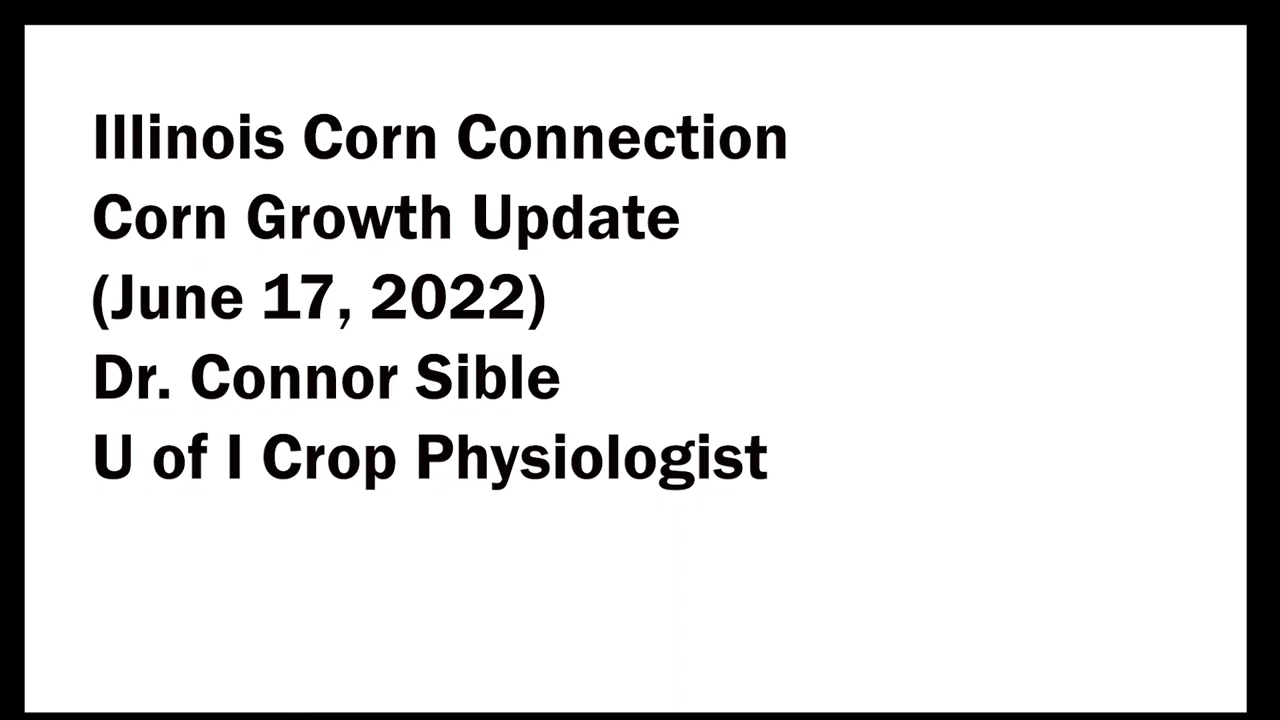 Illinois Corn Connection
Corn Growth Update
(June 17, 2022)
Dr. Connor Sible
U of I Crop Physiologist